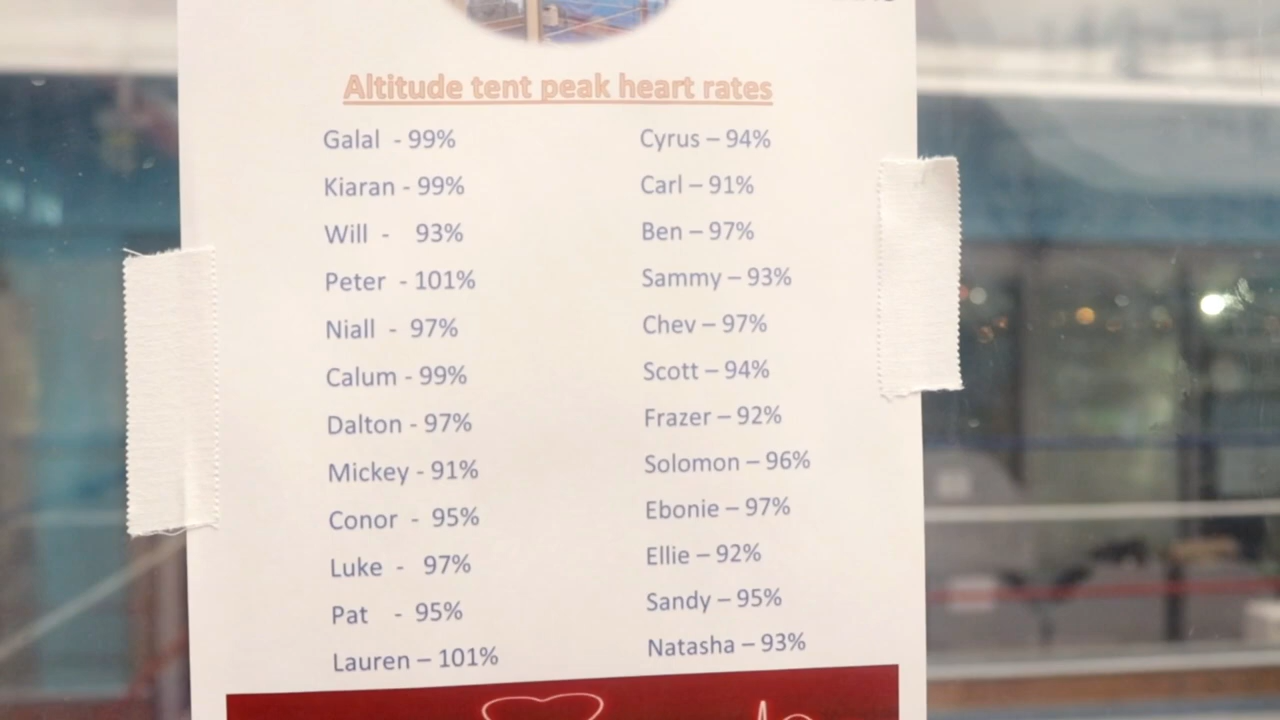 Altitude tent peak heart rates
Galal - 99%
Kiaran - 99%
Will - 93%
Peter - 101%
Niall - 97%
Calum - 99%
Dalton - 97%
Mickey - 91%
Conor - 95%
Luke - 97%
Pat - 95%
Lauren – 101%
Cyrus – 94%
Carl – 91%
Ben – 97%
Sammy – 93%
Chev – 97%
Scott – 94%
Frazer – 92%
Solomon – 96%
Ebonie – 97%
Ellie – 92%
Sandy – 95%
Natasha – 93%